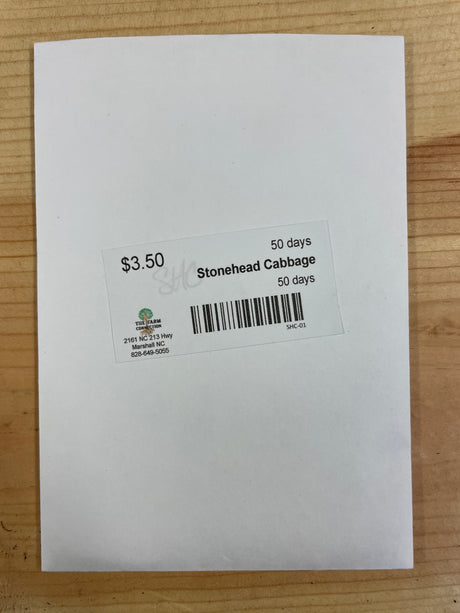 $3.50
50 days
SHC
Stonehead Cabbage
50 days
THE FARM
CONNECTION
2161 NC 213 Hwy
Marshall NC
828-649-5055
SHC-01